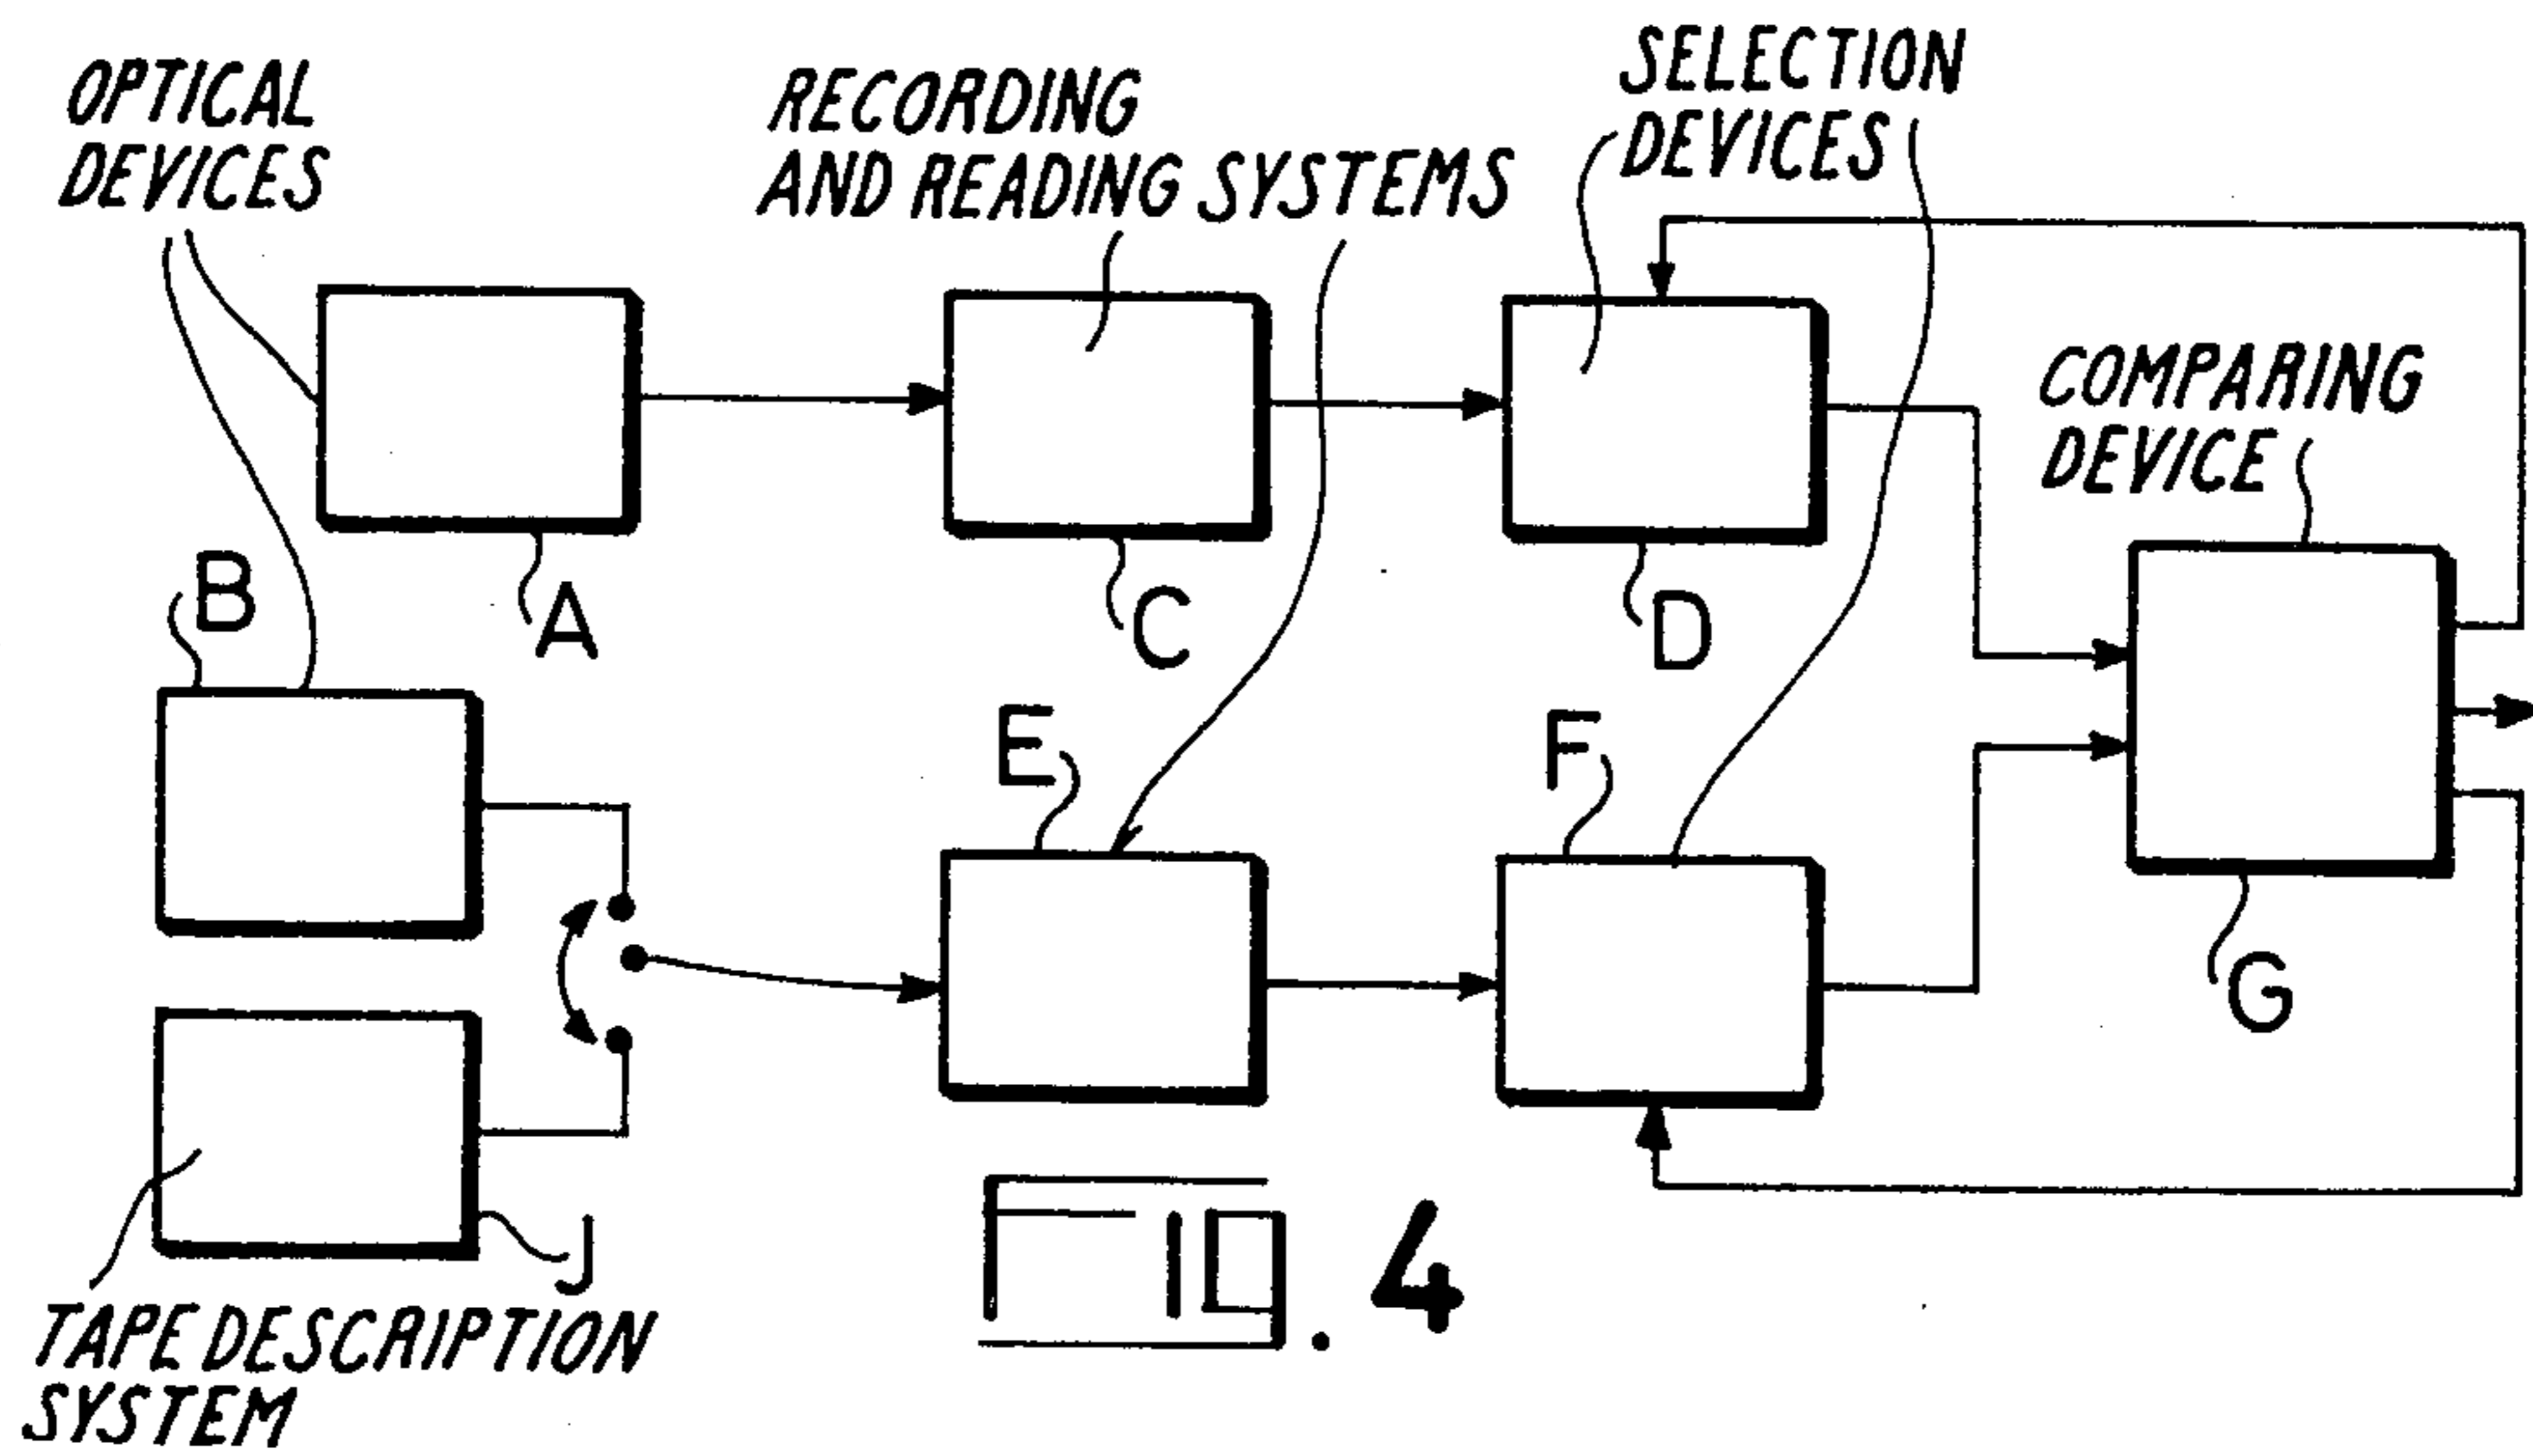 OPTICAL
DEVICES
RECORDING
AND READING SYSTEMS
SELECTION
DEVICES
COMPARING
DEVICE
B
A
C
D
E
F
G
J
TAPE DESCRIPTION
SYSTEM
FIG. 4